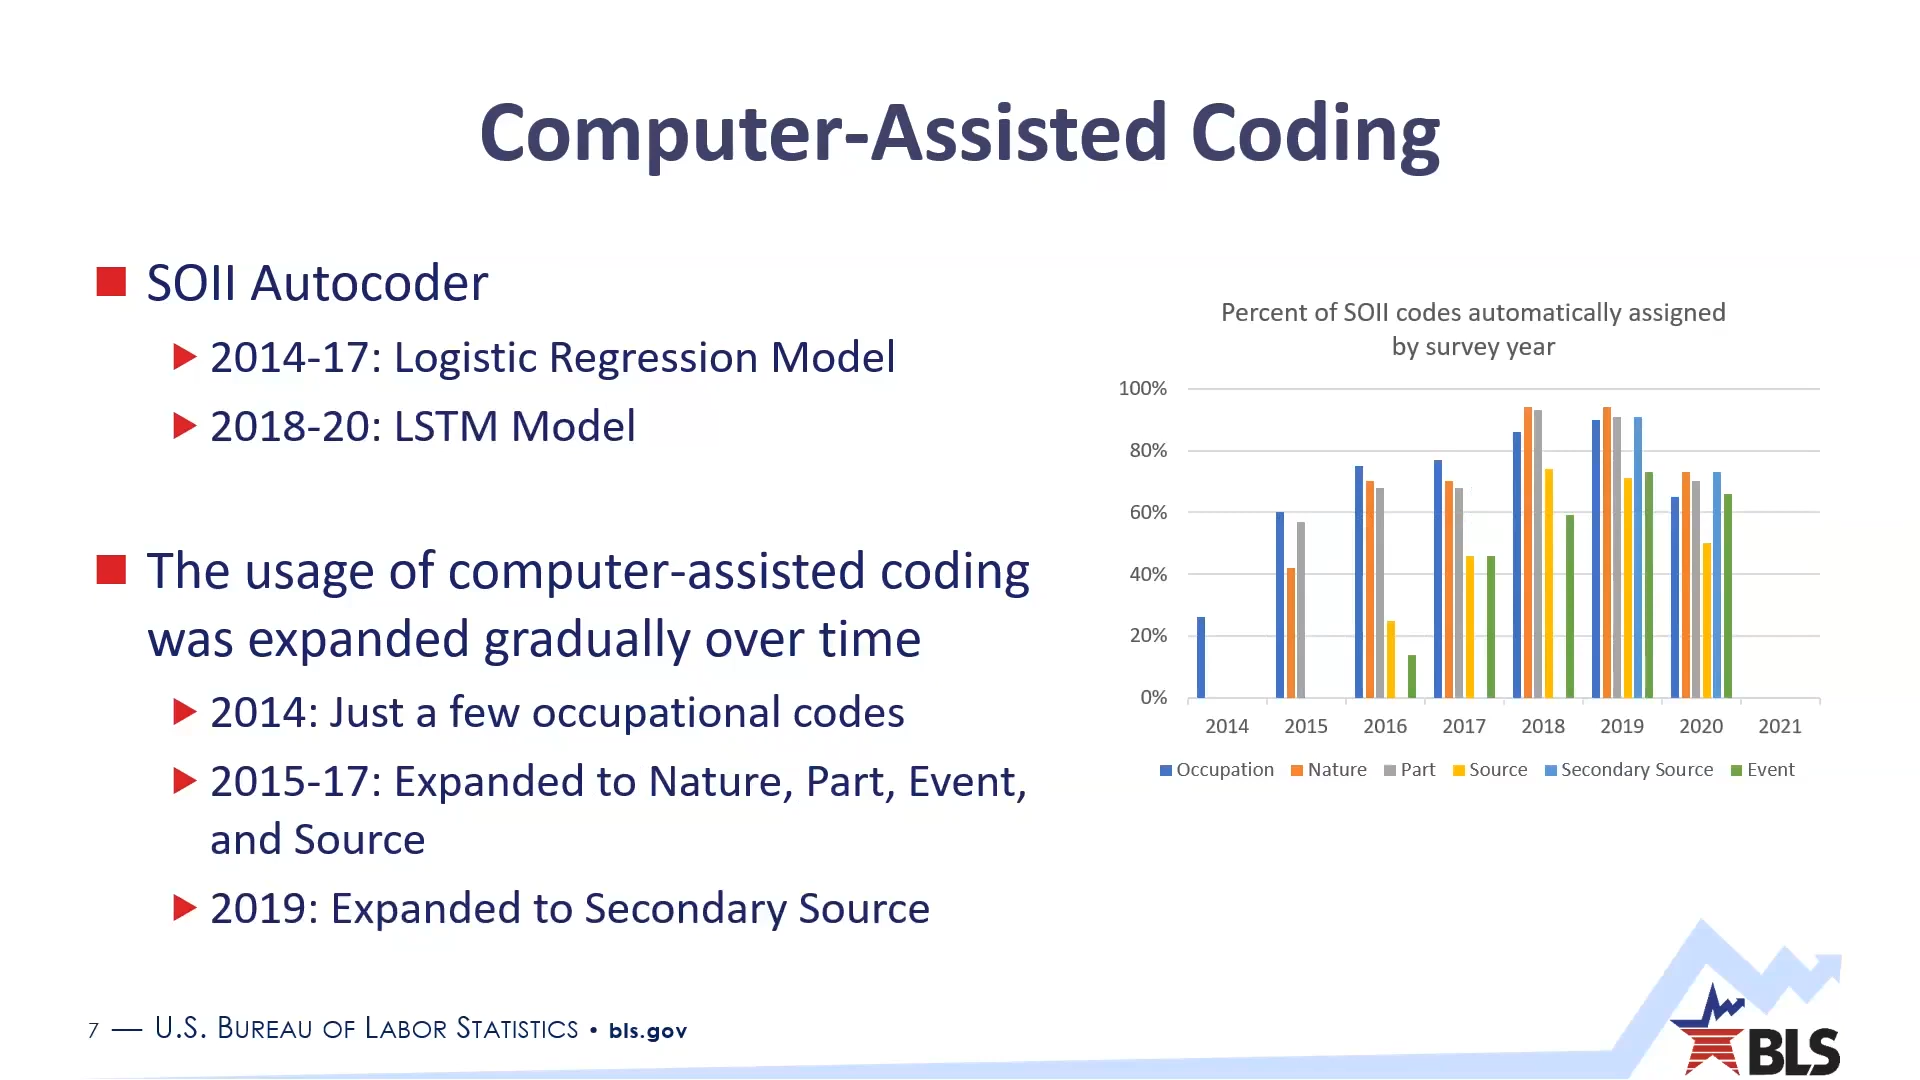 Computer-Assisted Coding
SOII Autocoder
2014-17: Logistic Regression Model
2018-20: LSTM Model
The usage of computer-assisted coding
was expanded gradually over time
2014: Just a few occupational codes
2015-17: Expanded to Nature, Part, Event,
and Source
2019: Expanded to Secondary Source
Percent of SOII codes automatically assigned
by survey year
100%
80%
60%
40%
20%
0%
2014 2015 2016 2017 2018 2019 2020 2021
Occupation Nature Part Source Secondary Source Event
7 — U.S. BUREAU OF LABOR STATISTICS • bls.gov
BLS